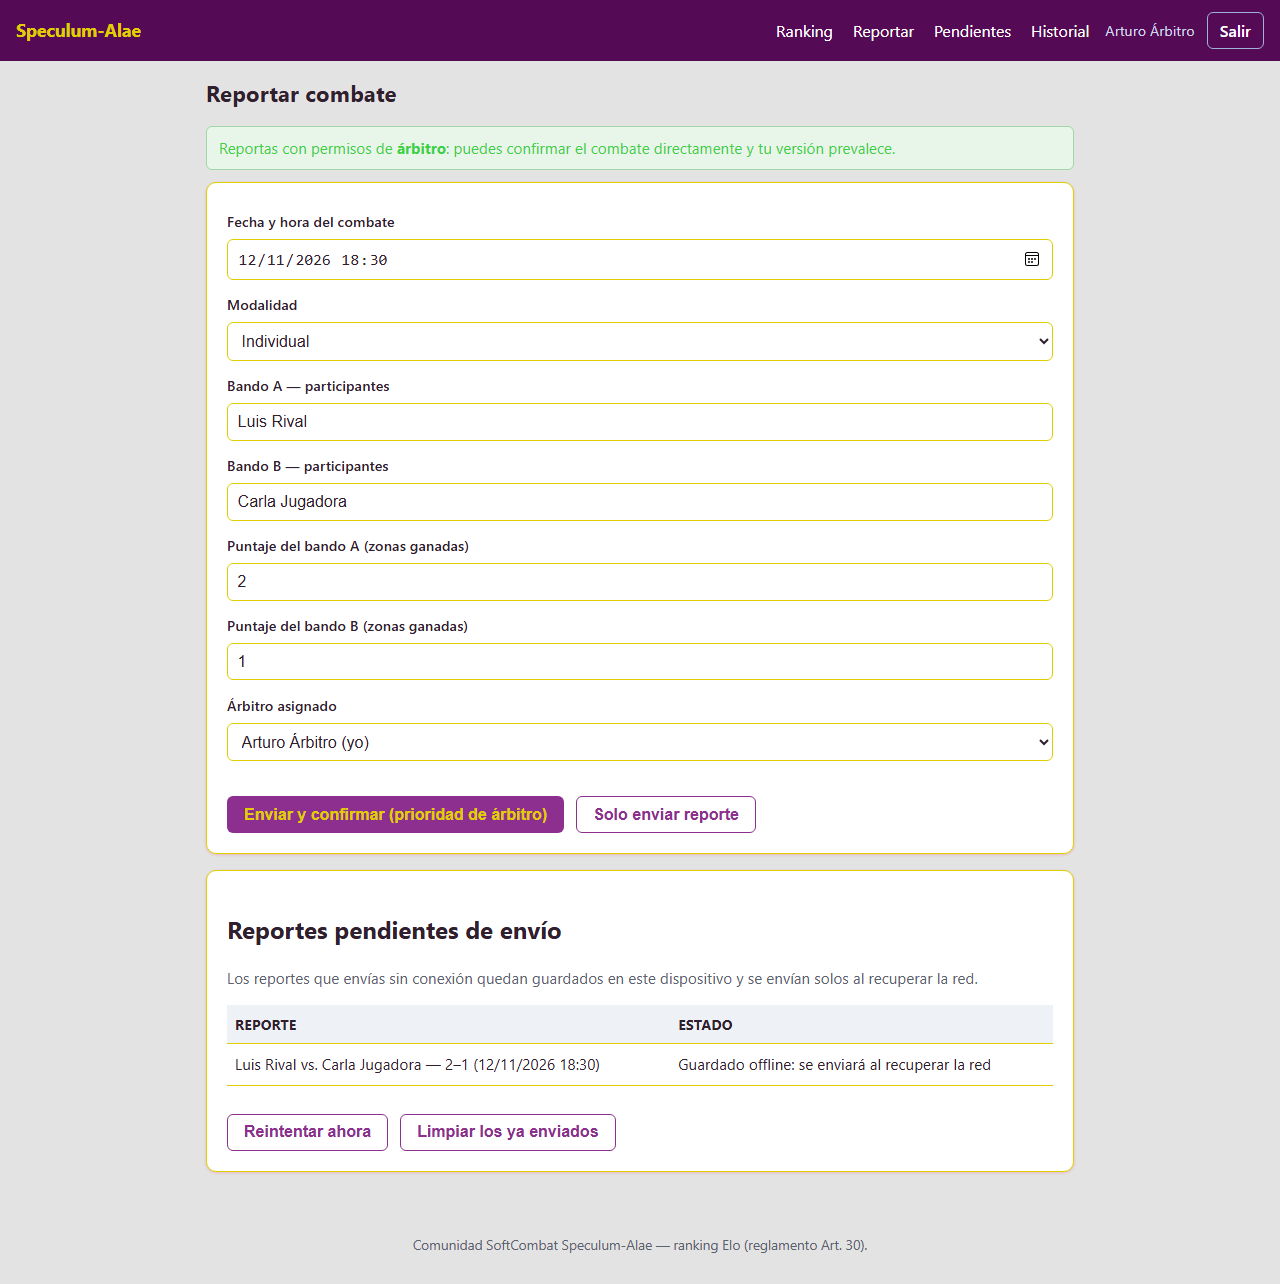 Speculum-Alae
Ranking Reportar Pendientes Historial Arturo Árbitro Salir
Reportar combate
Reportas con permisos de árbitro: puedes confirmar el combate directamente y tu versión prevalece.
Fecha y hora del combate
12/11/2026 18:30
Modalidad
Individual
Bando A — participantes
Luis Rival
Bando B — participantes
Carla Jugadora
Puntaje del bando A (zonas ganadas)
2
Puntaje del bando B (zonas ganadas)
1
Árbitro asignado
Arturo Árbitro (yo)
Enviar y confirmar (prioridad de árbitro) Solo enviar reporte
Reportes pendientes de envío
Los reportes que envías sin conexión quedan guardados en este dispositivo y se envían solos al recuperar la red.
REPORTE ESTADO
Luis Rival vs. Carla Jugadora — 2–1 (12/11/2026 18:30) Guardado offline: se enviará al recuperar la red
Reintentar ahora Limpiar los ya enviados
Comunidad SoftCombat Speculum-Alae — ranking Elo (reglamento Art. 30).